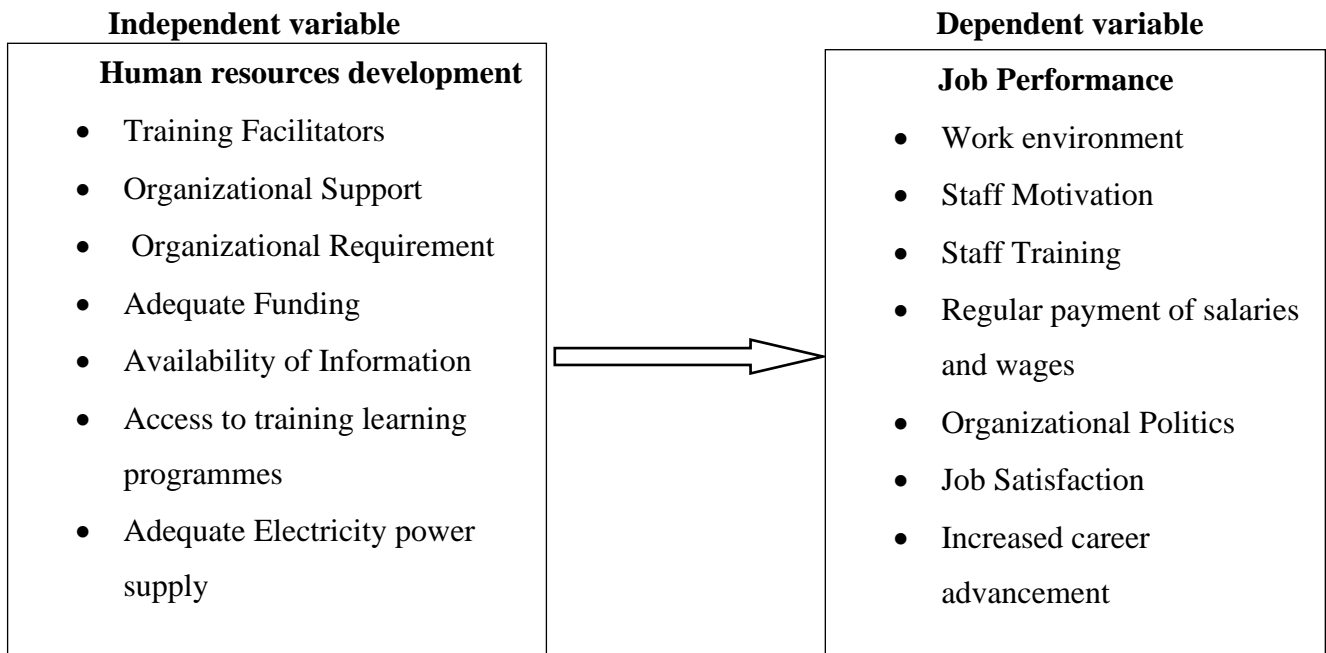 Independent variable
Human resources development
• Training Facilitators
• Organizational Support
• Organizational Requirement
• Adequate Funding
• Availability of Information
• Access to training learning
programmes
• Adequate Electricity power
supply
Dependent variable
Job Performance
• Work environment
• Staff Motivation
• Staff Training
• Regular payment of salaries
and wages
• Organizational Politics
• Job Satisfaction
• Increased career
advancement